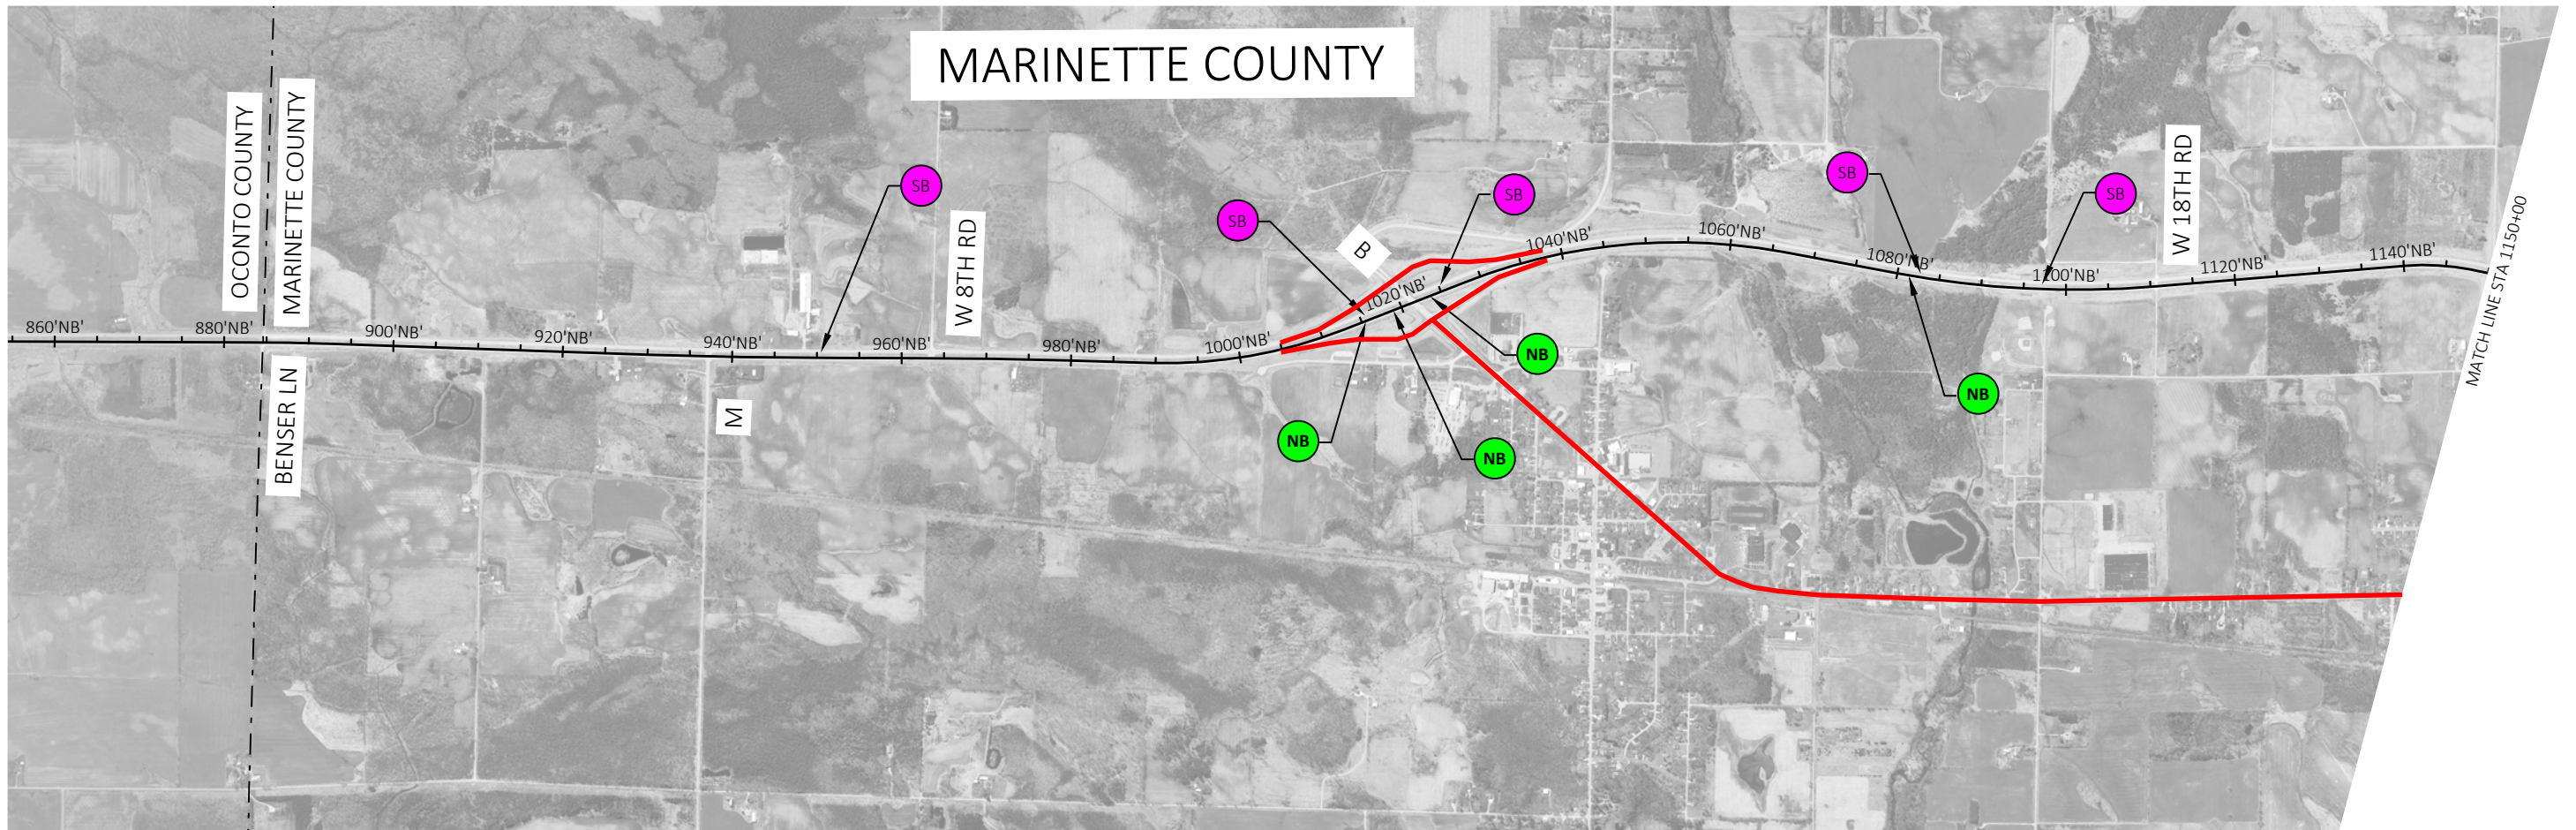 MARINETTE COUNTY
OCONTO COUNTY
MARINETTE COUNTY
BENSER LN
M
W 8TH RD
B
W 18TH RD
MATCH LINE STA 1150+00
SB
SB
SB
SB
SB
NB
NB
NB
NB
860'NB'
880'NB'
900'NB'
920'NB'
940'NB'
960'NB'
980'NB'
1000'NB'
1020'NB'
1040'NB'
1060'NB'
1080'NB'
1100'NB'
1120'NB'
1140'NB'